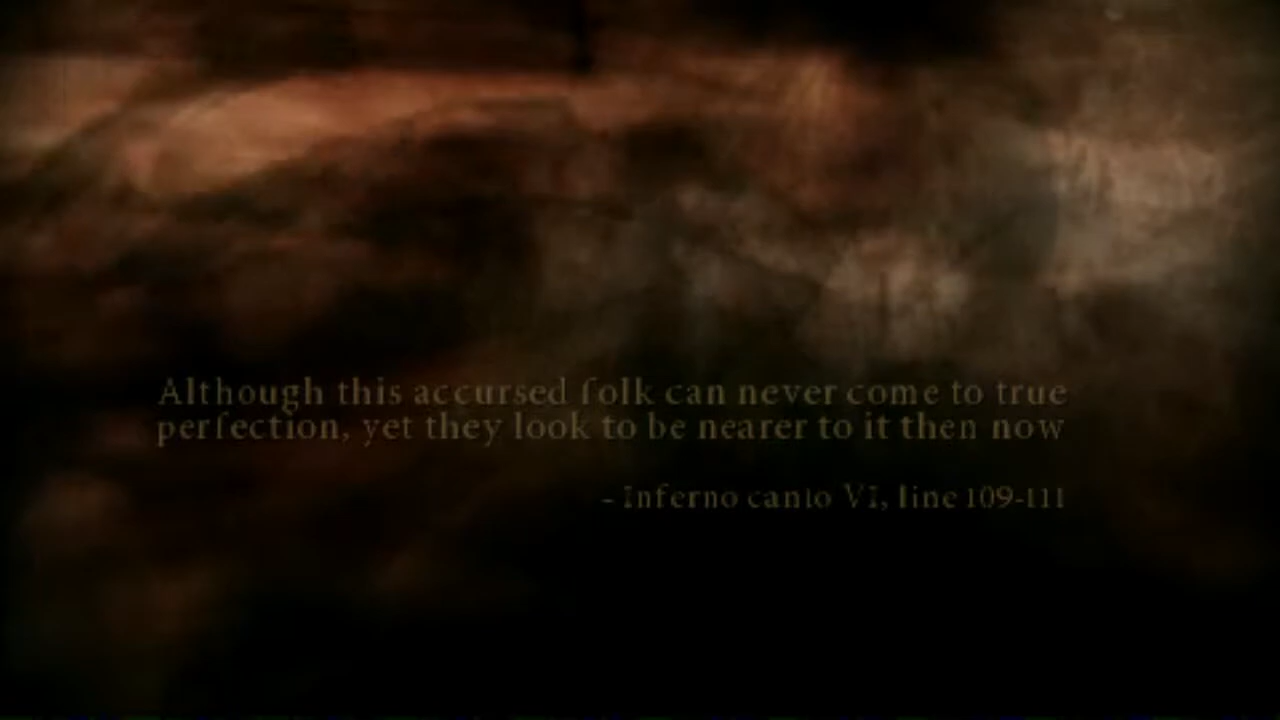 Although this accursed folk can never come to true
perfection, yet they look to be nearer to it then now
- Inferno canto VI, line 109-111